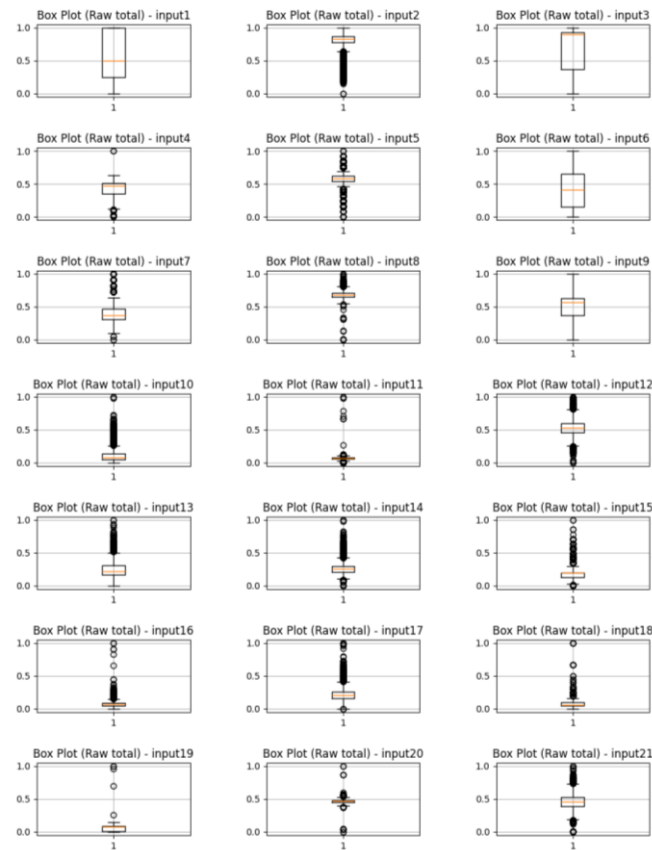 Box Plot (Raw total) - input1 Box Plot (Raw total) - input2 Box Plot (Raw total) - input3
1.0 1.0 1.0
0.5 0.5 0.5
0.0 0.0 0.0
1 1 1
Box Plot (Raw total) - input4 Box Plot (Raw total) - input5 Box Plot (Raw total) - input6
1.0 1.0 1.0
0.5 0.5 0.5
0.0 0.0 0.0
1 1 1
Box Plot (Raw total) - input7 Box Plot (Raw total) - input8 Box Plot (Raw total) - input9
1.0 1.0 1.0
0.5 0.5 0.5
0.0 0.0 0.0
1 1 1
Box Plot (Raw total) - input10 Box Plot (Raw total) - input11 Box Plot (Raw total) - input12
1.0 1.0 1.0
0.5 0.5 0.5
0.0 0.0 0.0
1 1 1
Box Plot (Raw total) - input13 Box Plot (Raw total) - input14 Box Plot (Raw total) - input15
1.0 1.0 1.0
0.5 0.5 0.5
0.0 0.0 0.0
1 1 1
Box Plot (Raw total) - input16 Box Plot (Raw total) - input17 Box Plot (Raw total) - input18
1.0 1.0 1.0
0.5 0.5 0.5
0.0 0.0 0.0
1 1 1
Box Plot (Raw total) - input19 Box Plot (Raw total) - input20 Box Plot (Raw total) - input21
1.0 1.0 1.0
0.5 0.5 0.5
0.0 0.0 0.0
1 1 1